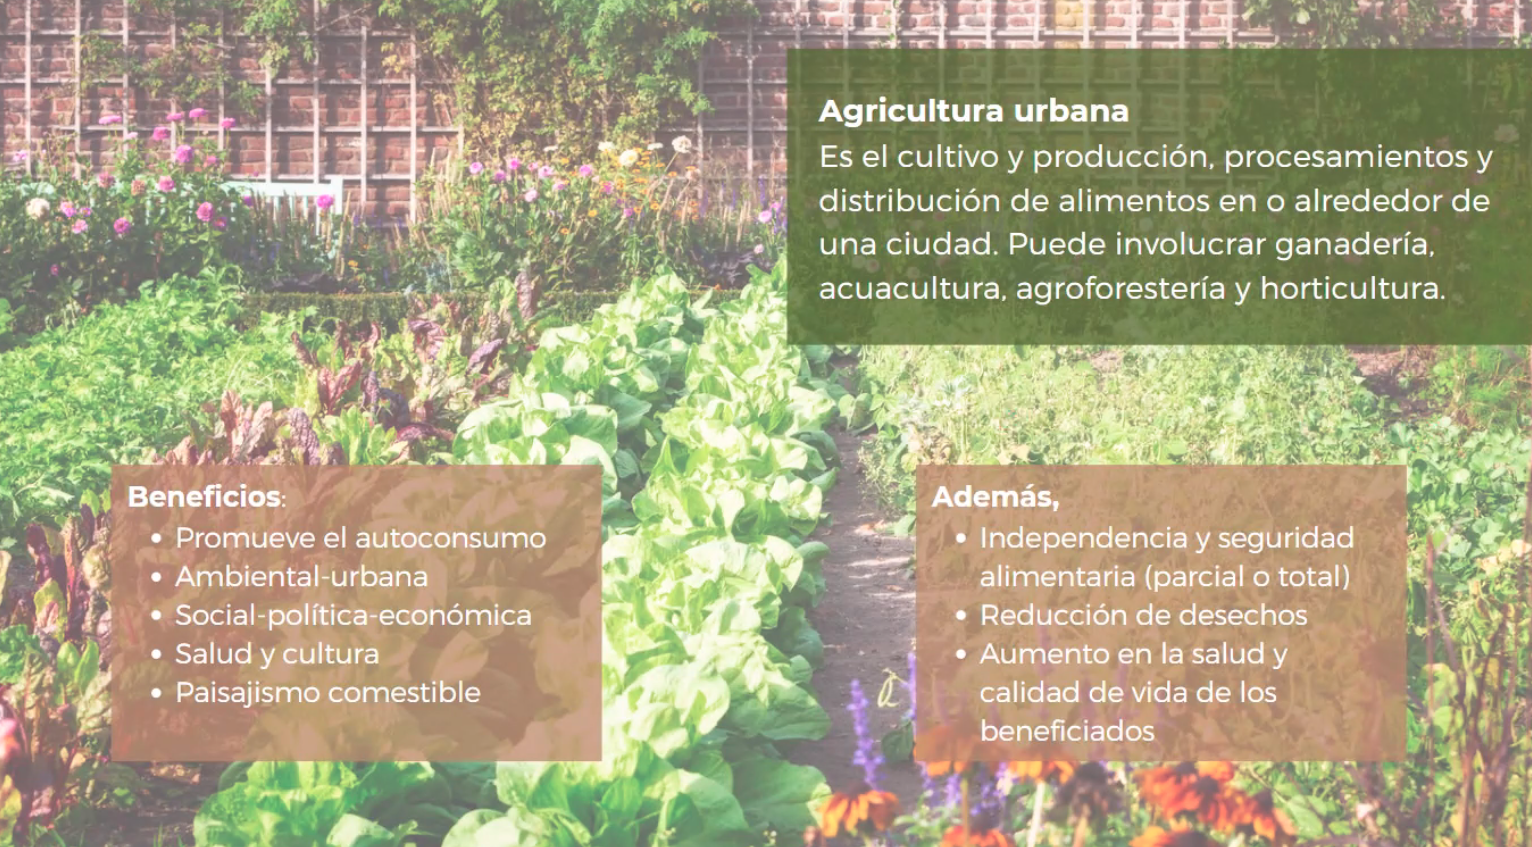 Agricultura urbana
Es el cultivo y producción, procesamientos y
distribución de alimentos en o alrededor de
una ciudad. Puede involucrar ganadería,
acuacultura, agroforestería y horticultura.
Beneficios:
• Promueve el autoconsumo
• Ambiental-urbana
• Social-política-económica
• Salud y cultura
• Paisajismo comestible
Además,
• Independencia y seguridad
alimentaria (parcial o total)
• Reducción de desechos
• Aumento en la salud y
calidad de vida de los
beneficiados